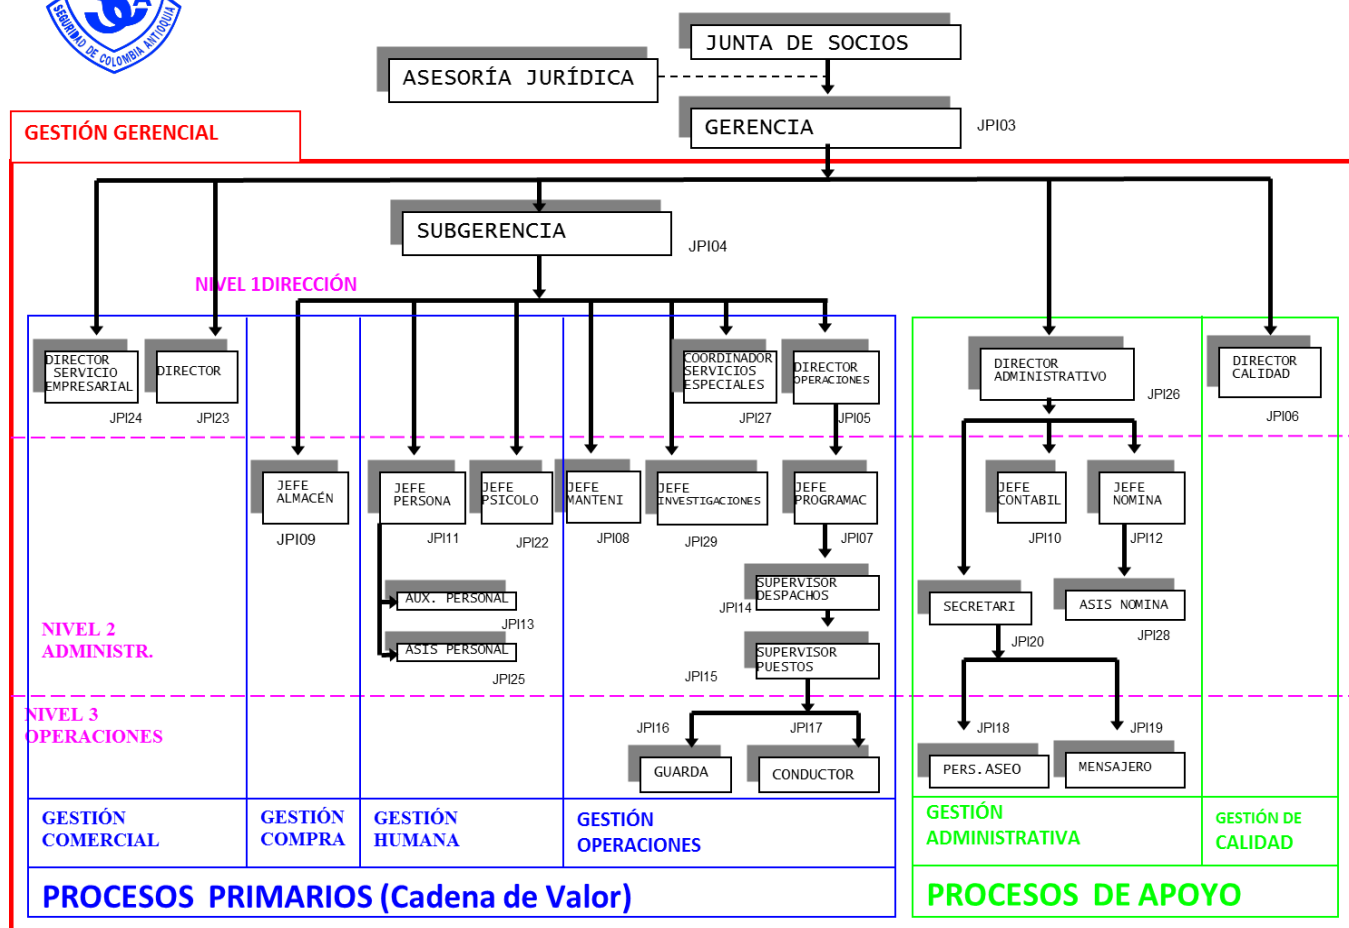 SEGURIDAD DE COLOMBIA ANTIOQUIA
JUNTA DE SOCIOS
ASESORÍA JURÍDICA
GERENCIA
JPI03
GESTIÓN GERENCIAL
SUBGERENCIA
JPI04
NIVEL 1DIRECCIÓN
DIRECTOR
SERVICIO
EMPRESARIAL
JPI24
DIRECTOR
JPI23
COORDINADOR
SERVICIOS
ESPECIALES
JPI27
DIRECTOR
OPERACIONES
JPI05
DIRECTOR
ADMINISTRATIVO
JPI26
DIRECTOR
CALIDAD
JPI06
JEFE
ALMACÉN
JPI09
JEFE
PERSONA
JPI11
JEFE
PSICOLO
JPI22
JEFE
MANTENI
JPI08
JEFE
INVESTIGACIONES
JPI29
JEFE
PROGRAMAC
JPI07
JEFE
CONTABIL
JPI10
JEFE
NOMINA
JPI12
AUX. PERSONAL
JPI13
ASIS PERSONAL
JPI25
SUPERVISOR
DESPACHOS
JPI14
SUPERVISOR
PUESTOS
JPI15
SECRETARI
JPI20
ASIS NOMINA
JPI28
NIVEL 2
ADMINISTR.
NIVEL 3
OPERACIONES
JPI16
GUARDA
JPI17
CONDUCTOR
JPI18
PERS.ASEO
JPI19
MENSAJERO
GESTIÓN
COMERCIAL
GESTIÓN
COMPRA
GESTIÓN
HUMANA
GESTIÓN
OPERACIONES
GESTIÓN
ADMINISTRATIVA
GESTIÓN DE
CALIDAD
PROCESOS PRIMARIOS (Cadena de Valor)
PROCESOS DE APOYO